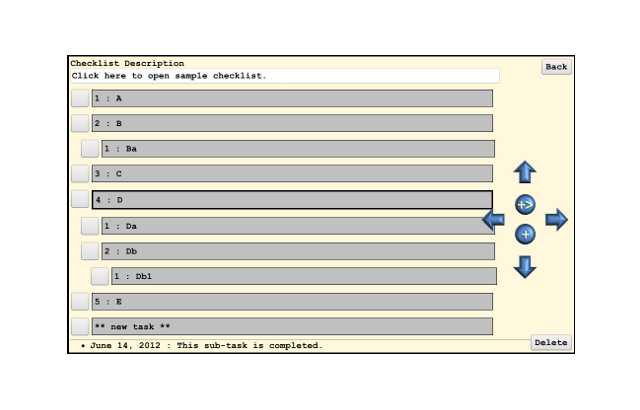 Checklist Description
Click here to open sample checklist.
Back
1 : A
2 : B
1 : Ba
3 : C
4 : D
1 : Da
2 : Db
1 : Db1
5 : E
** new task **
+>
+
• June 14, 2012 : This sub-task is completed.
Delete